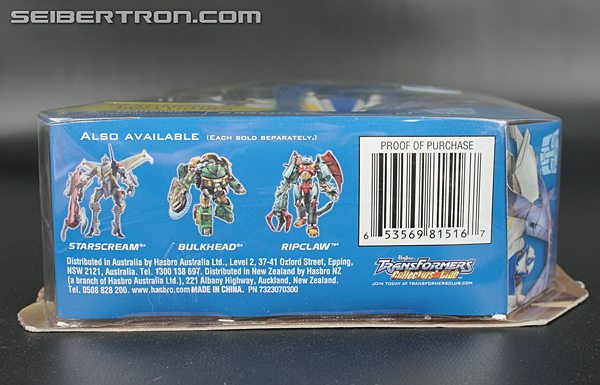 SEIBERTRON.COM
ALSO AVAILABLE (EACH SOLD SEPARATELY.)
PROOF OF PURCHASE
STARSCREAM®* BULKHEAD®* RIPCLAW™*
6 53569 81516 7
Distributed in Australia by Hasbro Australia Ltd., Level 2, 37-41 Oxford Street, Epping,
NSW 2121, Australia. Tel. 1300 138 697. Distributed in New Zealand by Hasbro NZ
(a branch of Hasbro Australia Ltd.), 221 Albany Highway, Auckland, New Zealand.
Tel. 0508 828 200. www.hasbro.com MADE IN CHINA. PN 7323070300
Hasbro
TRANSFORMERS
Collectors' Club
JOIN TODAY AT TRANSFORMERSCLUB.COM